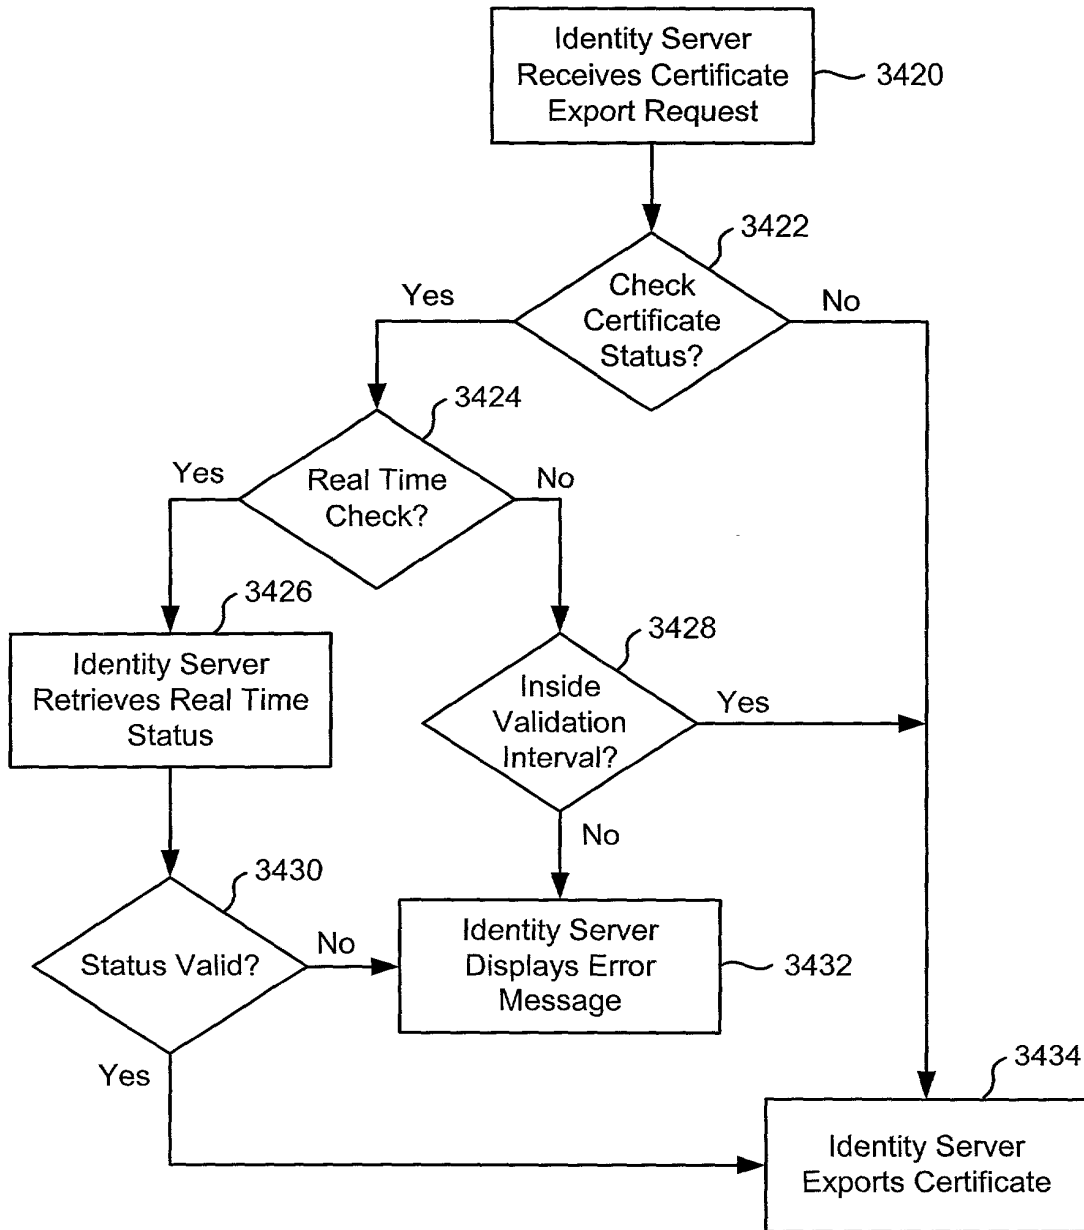 Identity Server
Receives Certificate
Export Request
3420
3422
Check
Certificate
Status?
Yes
No
3424
Real Time
Check?
Yes
No
3426
Identity Server
Retrieves Real Time
Status
3428
Inside
Validation
Interval?
Yes
No
3430
Status Valid?
No
Yes
Identity Server
Displays Error
Message
3432
3434
Identity Server
Exports Certificate